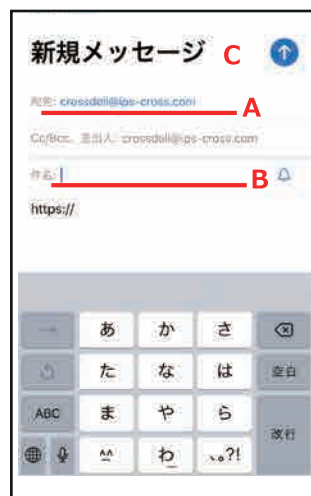 新規メッセージ C
宛先: crossdell@ips-cross.com
A
Cc/Bcc、差出人: crossdell@ips-cross.com
件名:
B
https://
→ あ か さ
た な は 空白
ABC ま や ら 改行
^^ わ 、。?!